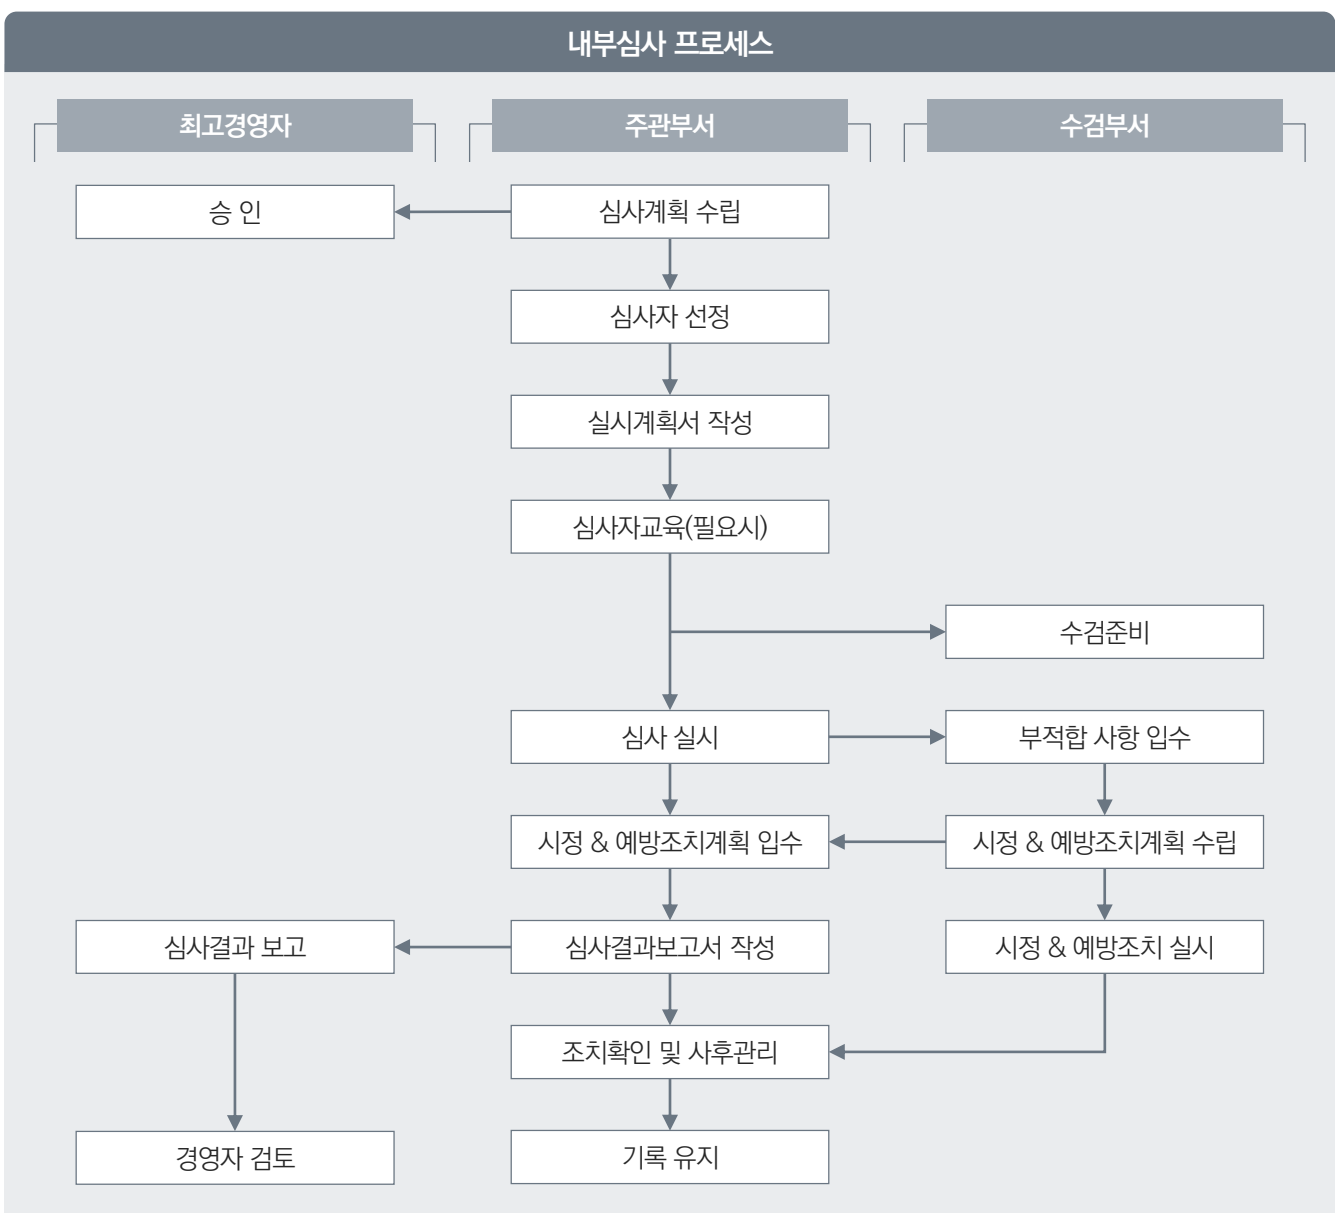 내부심사 프로세스
최고경영자
주관부서
수검부서
승 인
심사계획 수립
심사자 선정
실시계획서 작성
심사자교육(필요시)
수검준비
심사 실시
부적합 사항 입수
시정 & 예방조치계획 입수
시정 & 예방조치계획 수립
심사결과 보고
심사결과보고서 작성
시정 & 예방조치 실시
조치확인 및 사후관리
경영자 검토
기록 유지